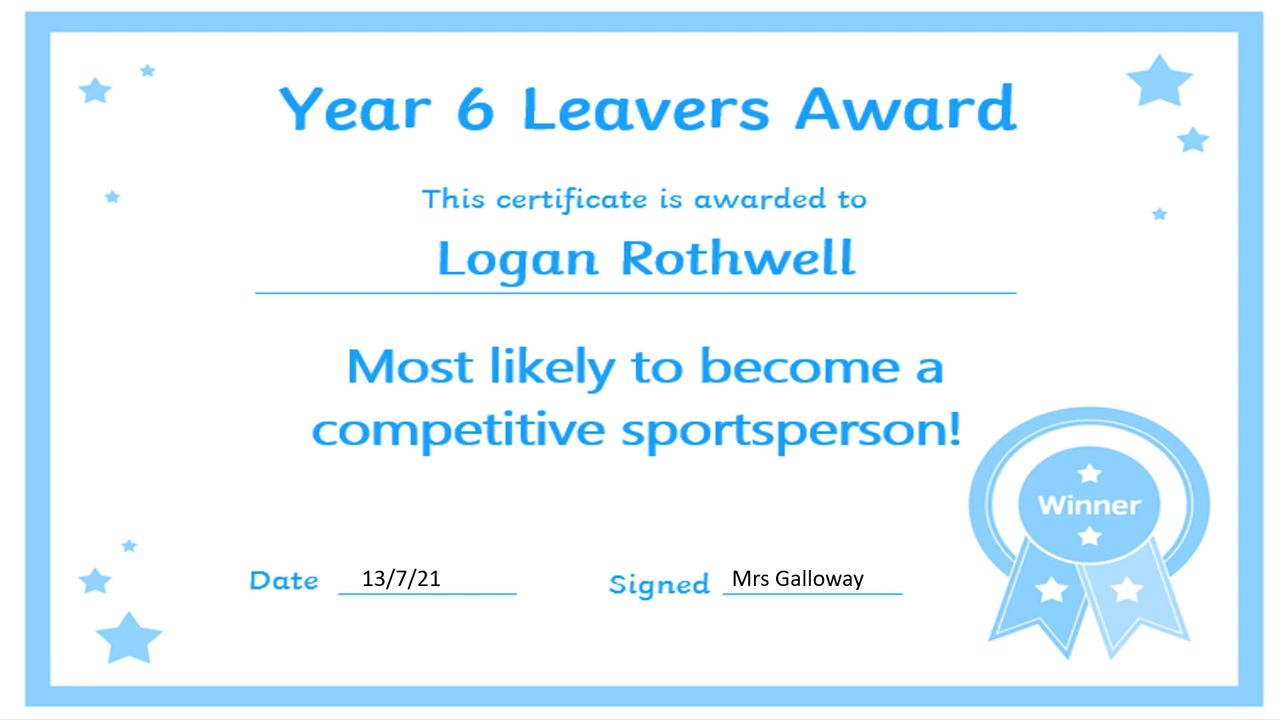 Year 6 Leavers Award
This certificate is awarded to
Logan Rothwell
Most likely to become a
competitive sportsperson!
Winner
Date 13/7/21 Signed Mrs Galloway